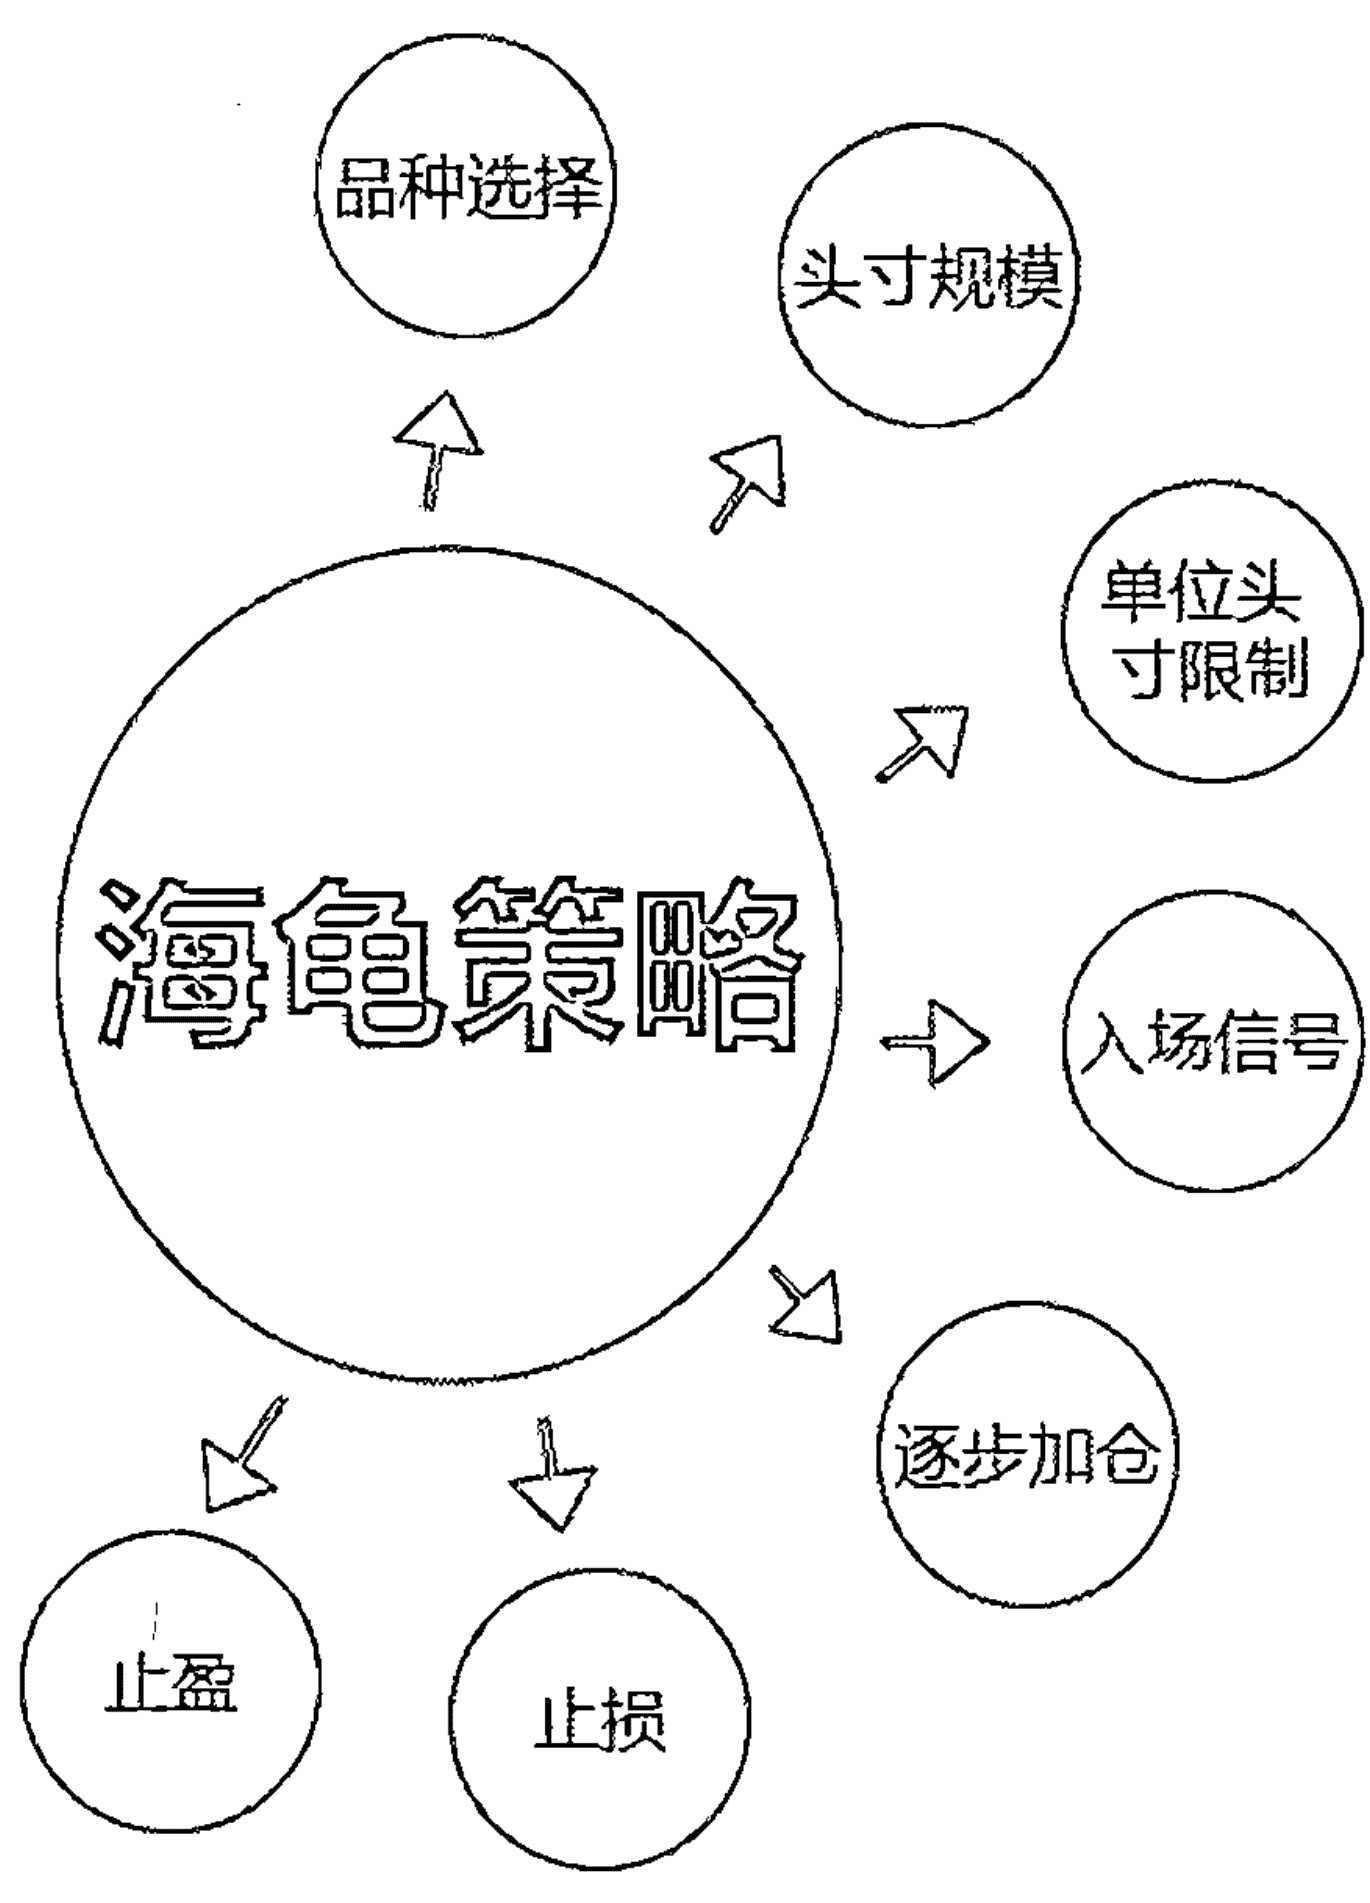 品种选择
头寸规模
单位头
寸限制
海龟策略
入场信号
逐步加仓
止盈
止损